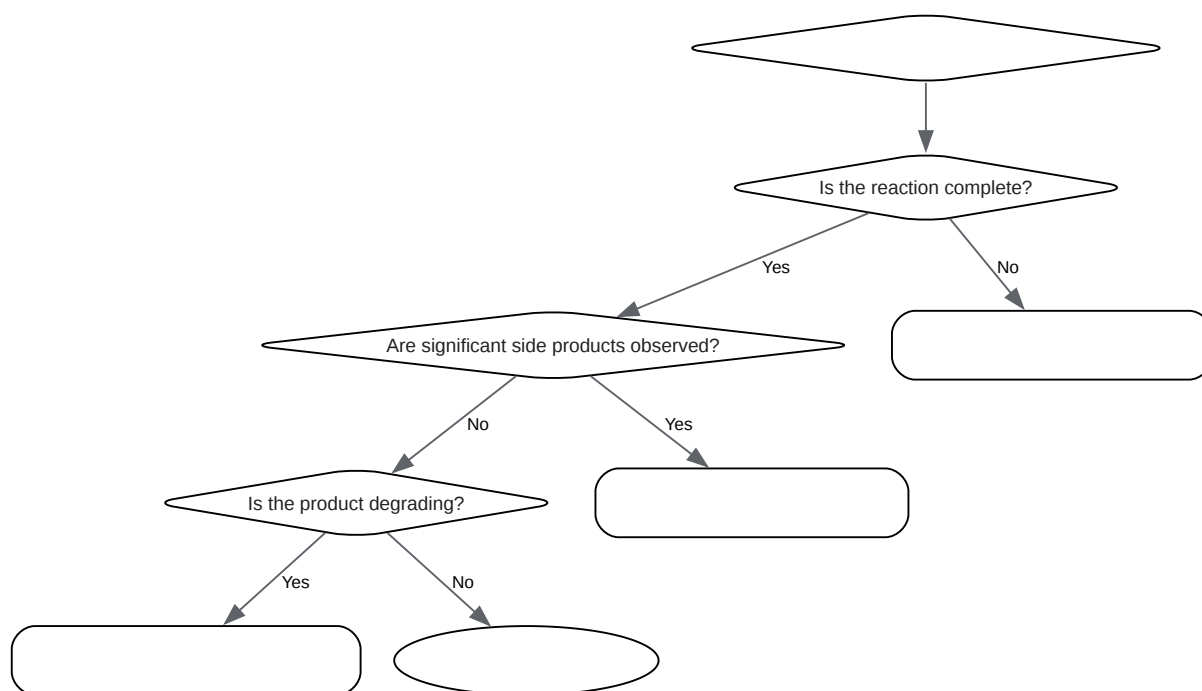 Is the reaction complete?
Yes
No
Are significant side products observed?
No
Yes
Is the product degrading?
Yes
No